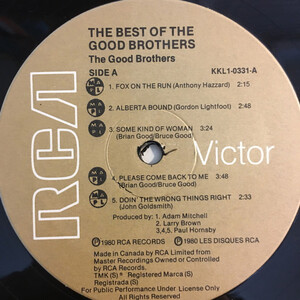 THE BEST OF THE
GOOD BROTHERS
The Good Brothers
SIDE A KKL1-0331-A
1. FOX ON THE RUN (Anthony Hazzard) 2:15
2. ALBERTA BOUND (Gordon Lightfoot) 2:48
3. SOME KIND OF WOMAN 3:24
(Brian Good/Bruce Good)
4. PLEASE COME BACK TO ME 3:48
(Brian Good/Bruce Good)
5. DOIN' THE WRONG THINGS RIGHT 2:33
(John Goldsmith)
Produced by: 1. Adam Mitchell
2. Larry Brown
3,4,5. Paul Hornsby
℗ 1980 RCA RECORDS ℗ 1980 LES DISQUES RCA
Made in Canada by RCA Limited from
Master Recordings Owned or Controlled
by RCA Records.
TMK (S) ® Registered Marca (S)
Registrada (S)
For Public Performance Under License Only.
RCA
Victor